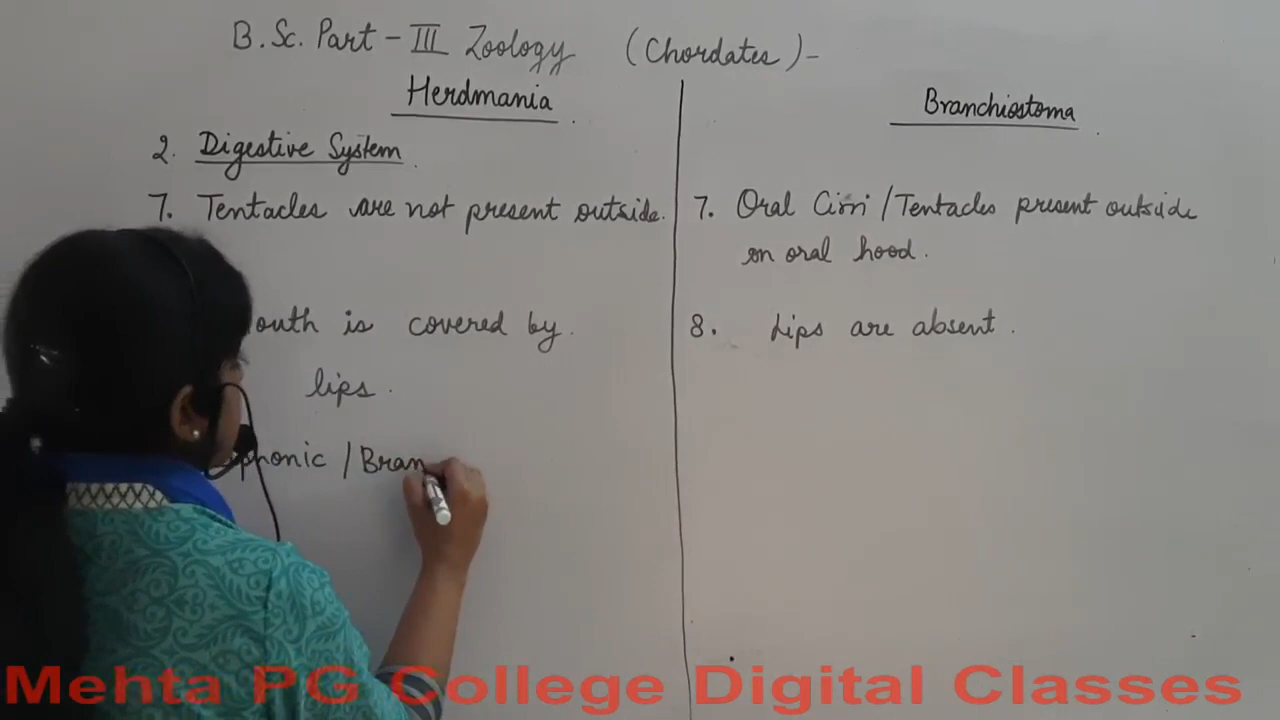 B.Sc. Part - III Zoology (Chordates) -
Herdmania
Branchiostoma
2. Digestive System
7. Tentacles are not present outside.
7. Oral Cirri / Tentacles present outside
on oral hood.
outh is covered by
lips.
8. Lips are absent.
phonic / Bran
Mehta PG College Digital Classes